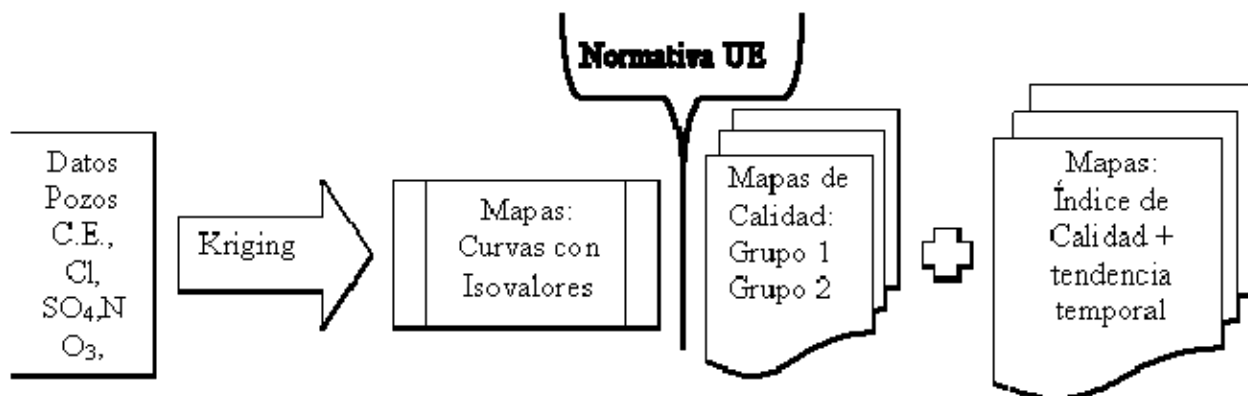 Normativa UE
Datos
Pozos
C.E.,
Cl,
SO₄,N
O₃,
Kriging
Mapas:
Curvas con
Isovalores
Mapas de
Calidad:
Grupo 1
Grupo 2
Mapas:
Índice de
Calidad +
tendencia
temporal